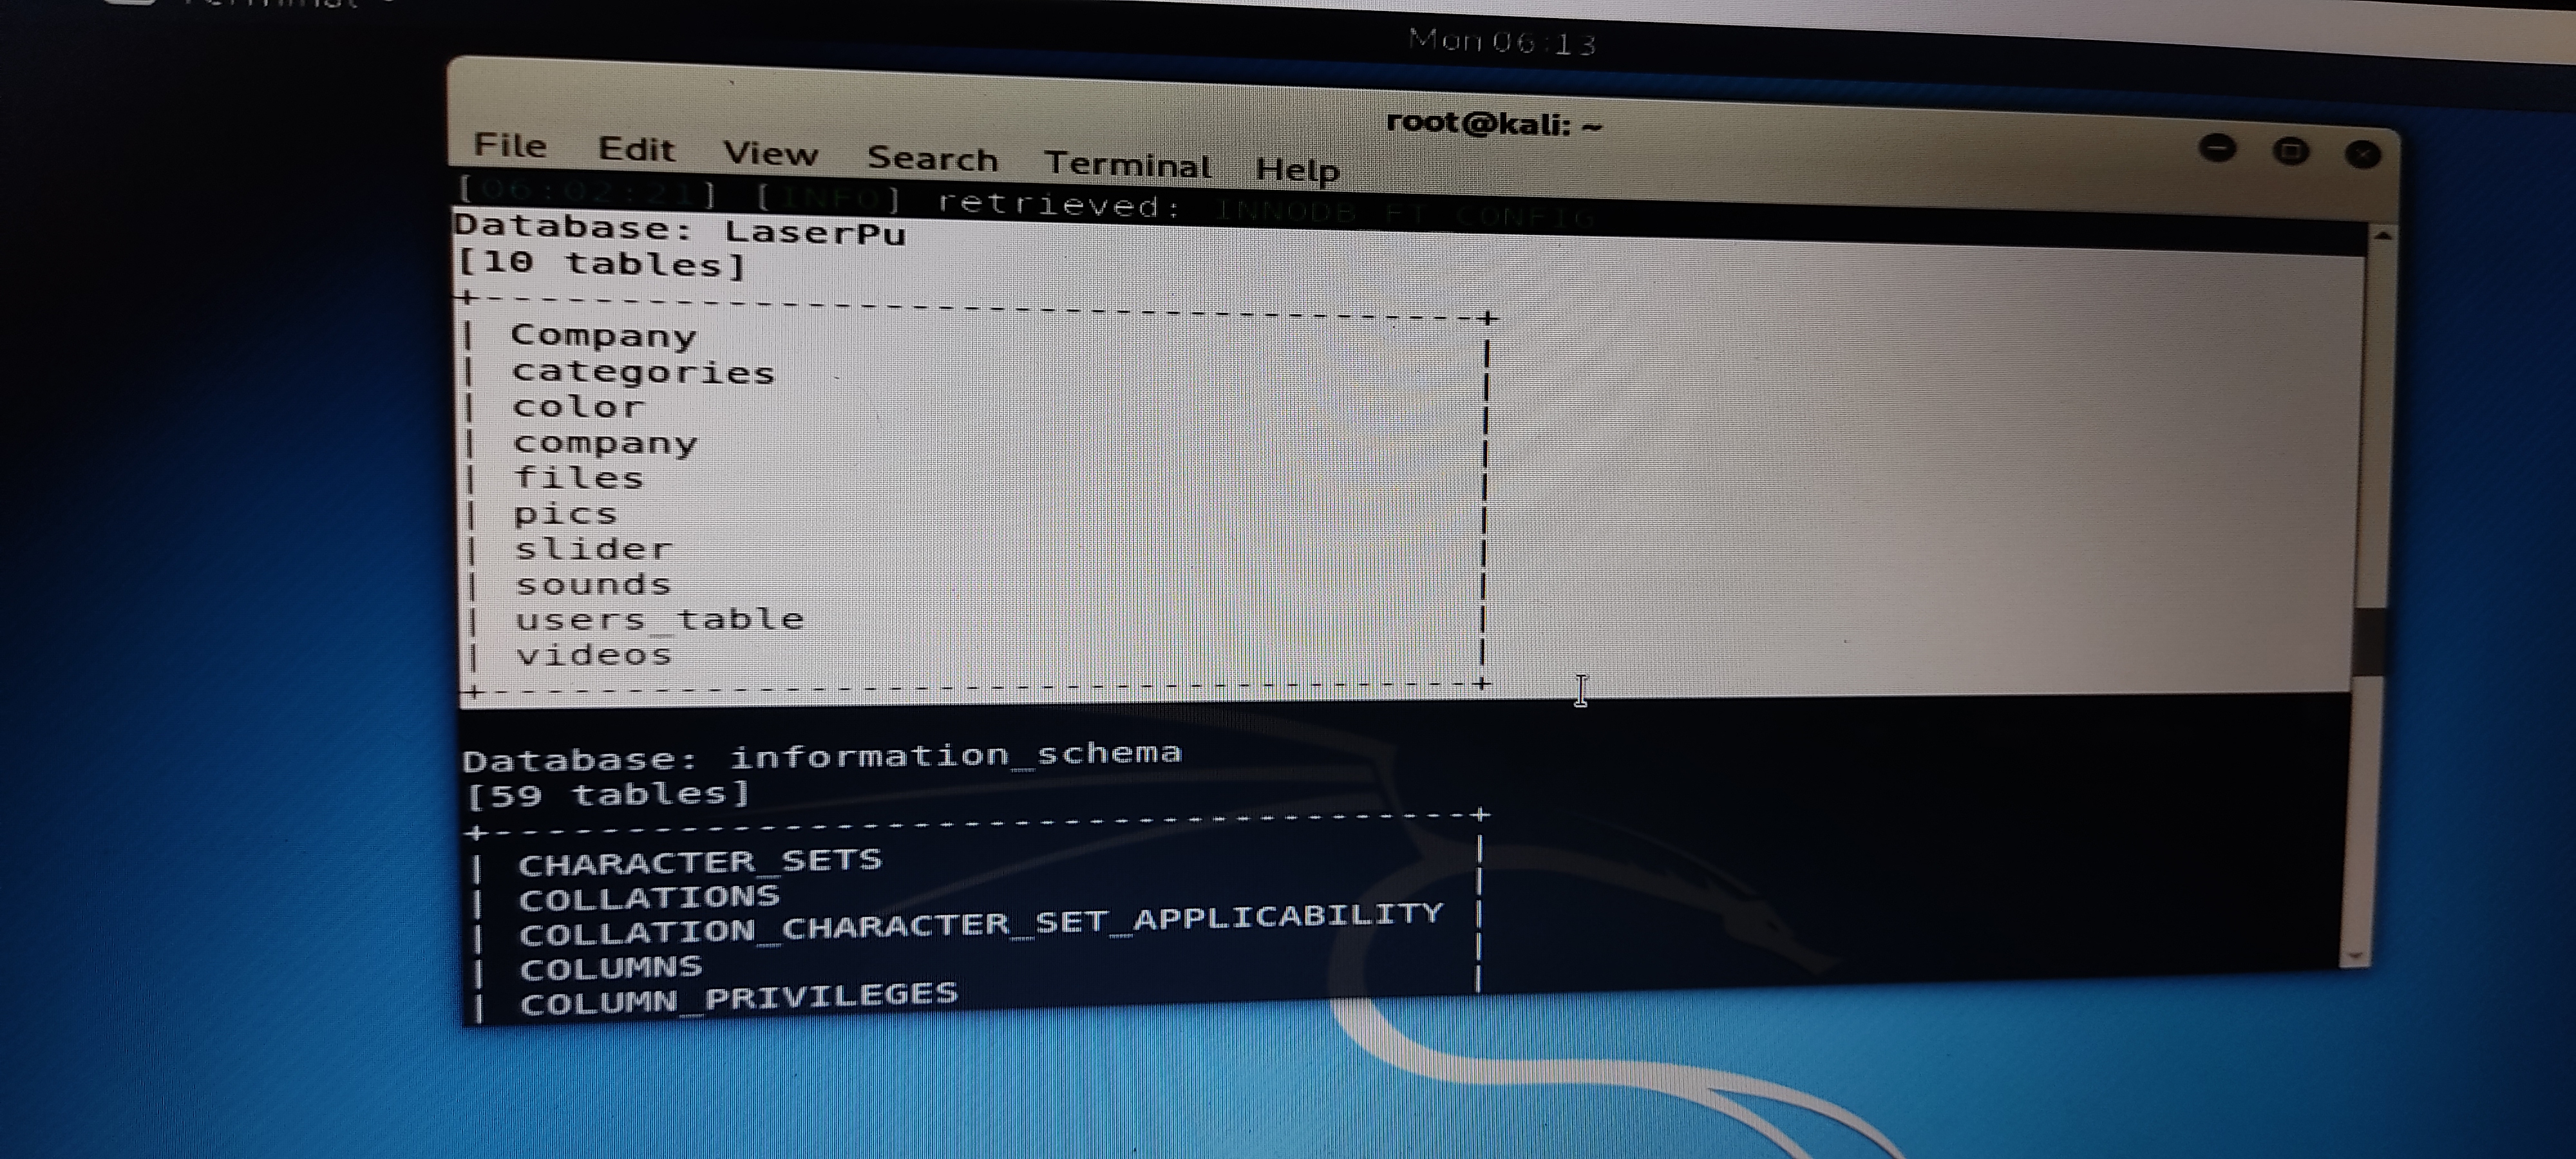 Mon 06:13
root@kali: ~
File Edit View Search Terminal Help
[06:02:21] [INFO] retrieved: INNODB_FT_CONFIG
Database: LaserPu
[10 tables]
+---------------------------------------+
| Company                               |
| categories                            |
| color                                 |
| company                               |
| files                                 |
| pics                                  |
| slider                                |
| sounds                                |
| users_table                           |
| videos                                |
+---------------------------------------+
Database: information_schema
[59 tables]
+---------------------------------------+
| CHARACTER_SETS                        |
| COLLATIONS                            |
| COLLATION_CHARACTER_SET_APPLICABILITY |
| COLUMNS                               |
| COLUMN_PRIVILEGES                     |